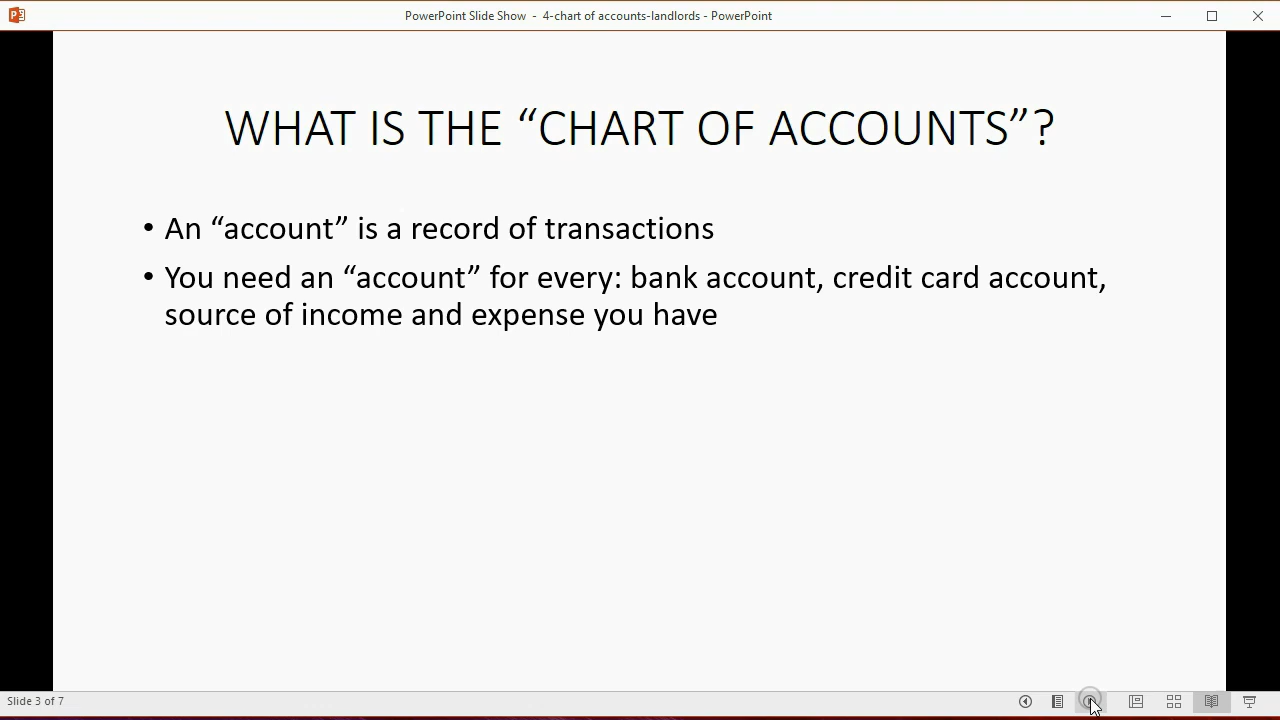 PowerPoint Slide Show - 4-chart of accounts-landlords - PowerPoint
WHAT IS THE “CHART OF ACCOUNTS”?
• An “account” is a record of transactions
• You need an “account” for every: bank account, credit card account,
source of income and expense you have
Slide 3 of 7